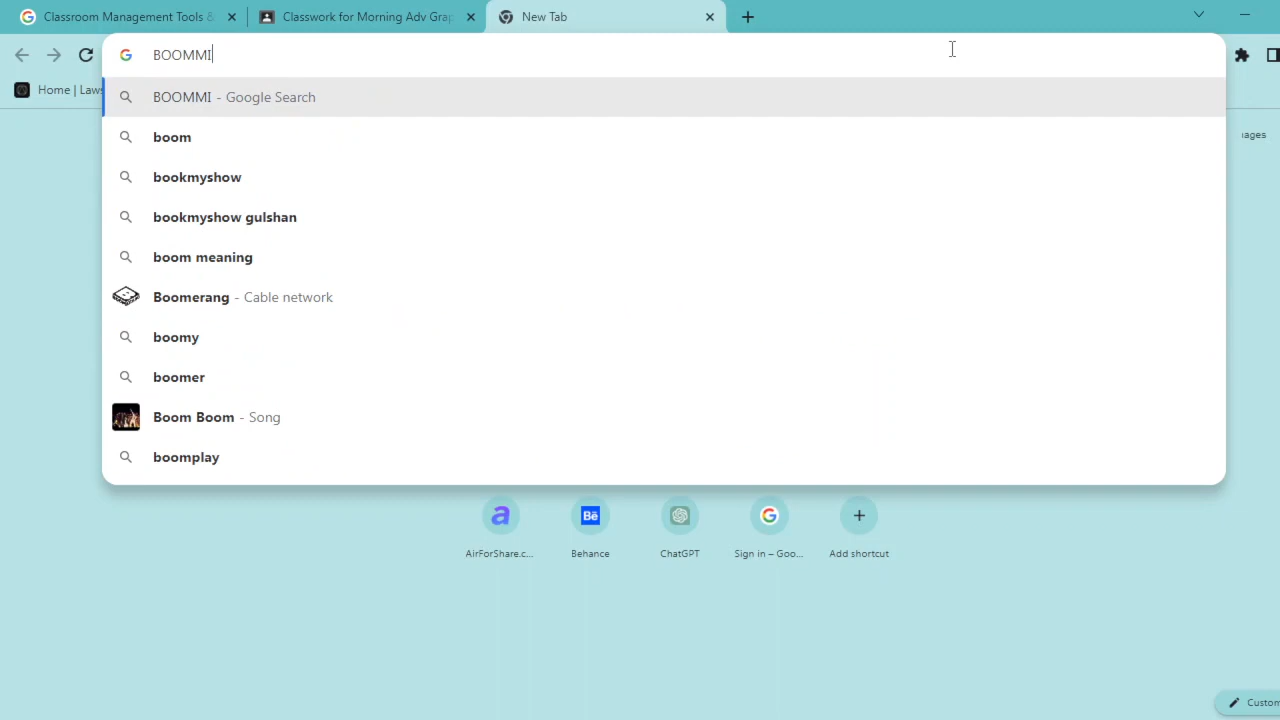 Classroom Management Tools &
Classwork for Morning Adv Grap
New Tab
BOOMMI
Home | Laws
BOOMMI - Google Search
boom
ages
bookmyshow
bookmyshow gulshan
boom meaning
Boomerang - Cable network
boomy
boomer
Boom Boom - Song
boomplay
AirForShare.c...
Behance
ChatGPT
Sign in – Goo...
Add shortcut
Custom